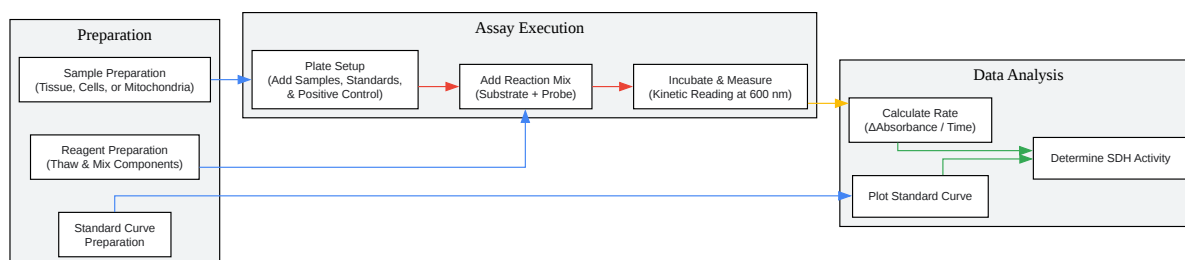 Preparation
Sample Preparation
(Tissue, Cells, or Mitochondria)
Reagent Preparation
(Thaw & Mix Components)
Standard Curve
Preparation
Assay Execution
Plate Setup
(Add Samples, Standards,
& Positive Control)
Add Reaction Mix
(Substrate + Probe)
Incubate & Measure
(Kinetic Reading at 600 nm)
Data Analysis
Calculate Rate
(ΔAbsorbance / Time)
Plot Standard Curve
Determine SDH Activity